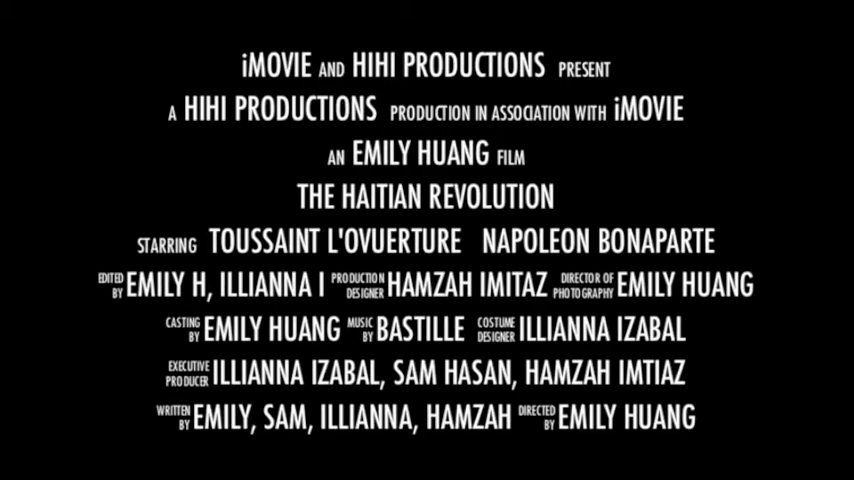 iMOVIE AND HIHI PRODUCTIONS PRESENT
A HIHI PRODUCTIONS PRODUCTION IN ASSOCIATION WITH iMOVIE
AN EMILY HUANG FILM
THE HAITIAN REVOLUTION
STARRING TOUSSAINT L'OVUERTURE NAPOLEON BONAPARTE
EDITED BY EMILY H, ILLIANNA I PRODUCTION DESIGNER HAMZAH IMITAZ DIRECTOR OF PHOTOGRAPHY EMILY HUANG
CASTING BY EMILY HUANG MUSIC BY BASTILLE COSTUME DESIGNER ILLIANNA IZABAL
EXECUTIVE PRODUCER ILLIANNA IZABAL, SAM HASAN, HAMZAH IMTIAZ
WRITTEN BY EMILY, SAM, ILLIANNA, HAMZAH DIRECTED BY EMILY HUANG